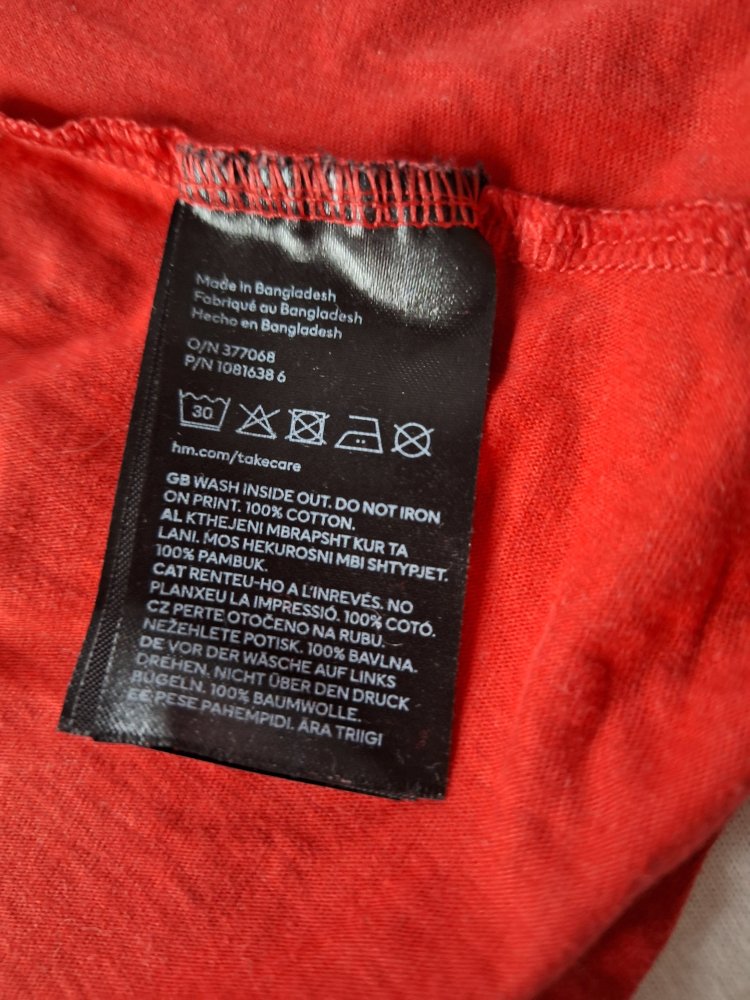 Made in Bangladesh
Fabriqué au Bangladesh
Hecho en Bangladesh
O/N 377068
P/N 1081638 6
30
hm.com/takecare
GB WASH INSIDE OUT. DO NOT IRON
ON PRINT. 100% COTTON.
AL KTHEJENI MBRAPSHT KUR TA
LANI. MOS HEKUROSNI MBI SHTYPJET.
100% PAMBUK.
CAT RENTEU-HO A L'INREVÉS. NO
PLANXEU LA IMPRESSIÓ. 100% COTÓ.
CZ PERTE OTOČENO NA RUBU.
NEŽEHLETE POTISK. 100% BAVLNA.
DE VOR DER WÄSCHE AUF LINKS
DREHEN. NICHT ÜBER DEN DRUCK
BÜGELN. 100% BAUMWOLLE.
EE PESE PAHEMPIDI. ÄRA TRIIGI